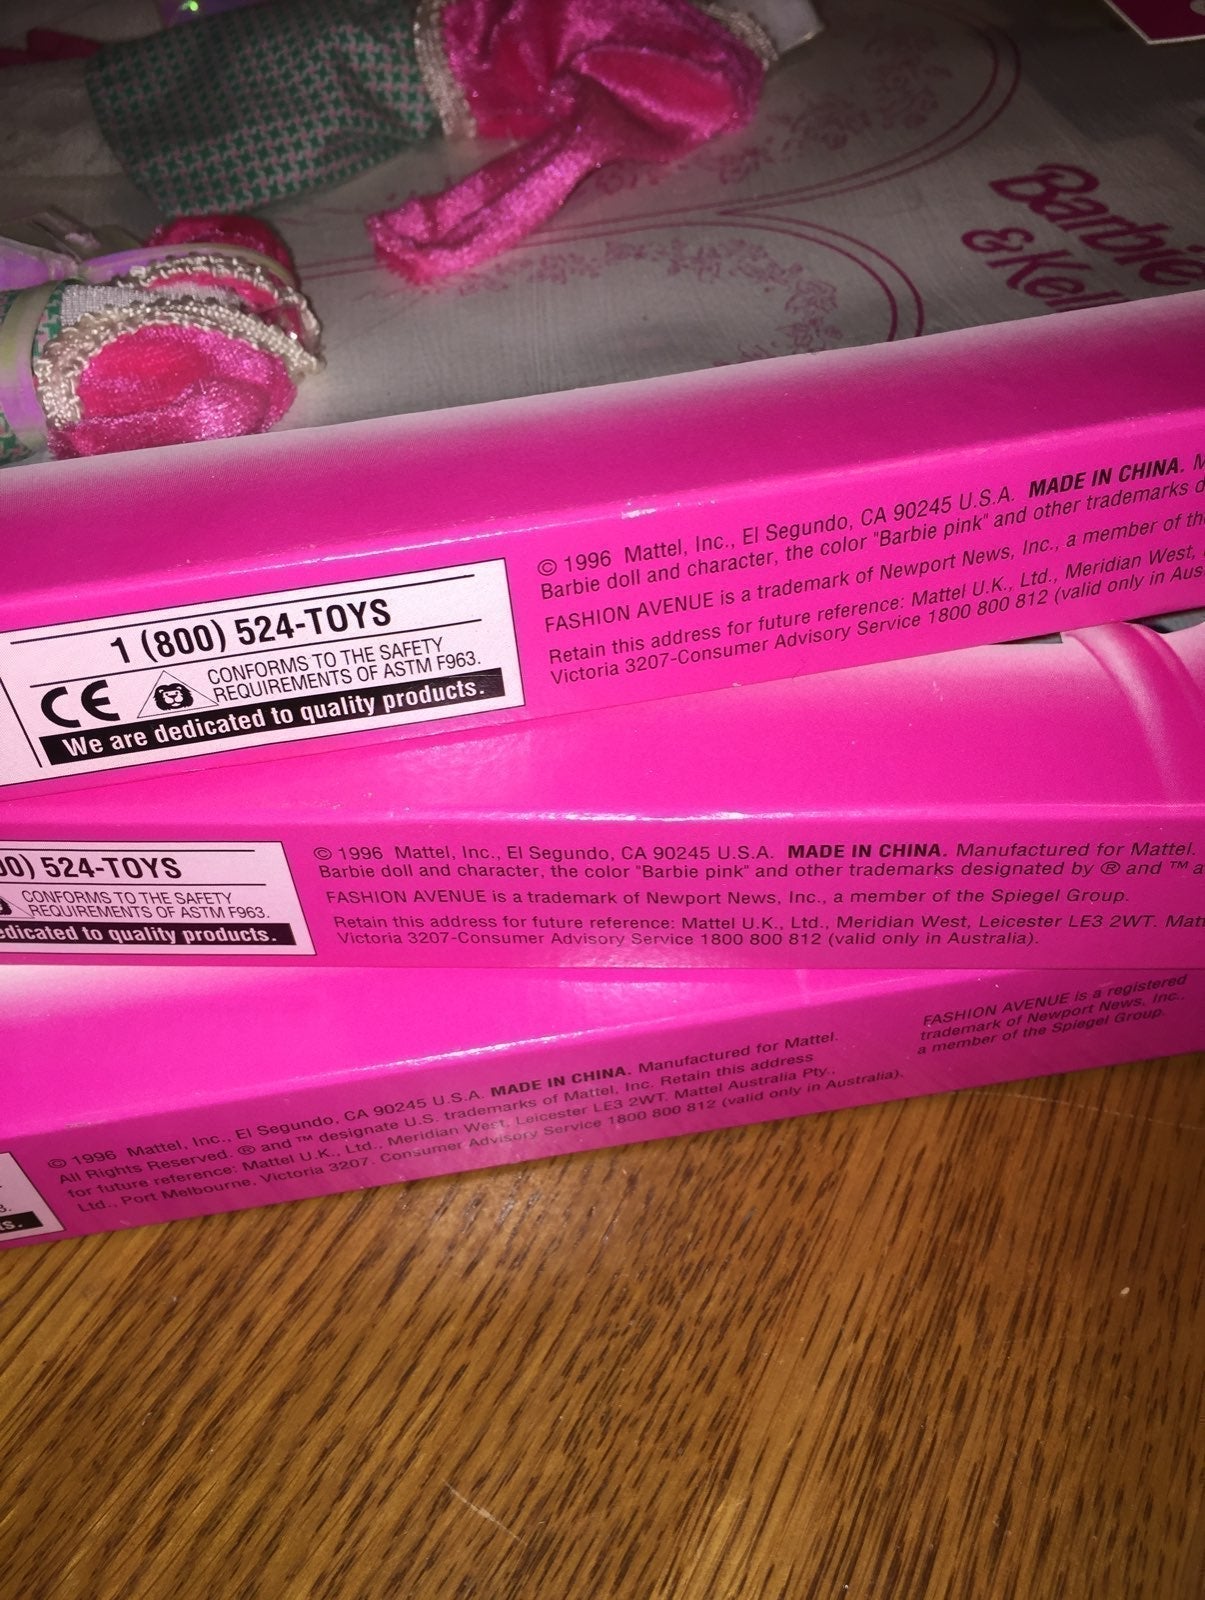 Barbie
& Kel
1 (800) 524-TOYS
CE
CONFORMS TO THE SAFETY
REQUIREMENTS OF ASTM F963.
We are dedicated to quality products.
© 1996 Mattel, Inc., El Segundo, CA 90245 U.S.A. MADE IN CHINA. M
Barbie doll and character, the color "Barbie pink" and other trademarks d
FASHION AVENUE is a trademark of Newport News, Inc., a member of th
Retain this address for future reference: Mattel U.K., Ltd., Meridian West,
Victoria 3207-Consumer Advisory Service 1800 800 812 (valid only in Aus
00) 524-TOYS
CONFORMS TO THE SAFETY
REQUIREMENTS OF ASTM F963.
edicated to quality products.
© 1996 Mattel, Inc., El Segundo, CA 90245 U.S.A. MADE IN CHINA. Manufactured for Mattel.
Barbie doll and character, the color "Barbie pink" and other trademarks designated by ® and ™ a
FASHION AVENUE is a trademark of Newport News, Inc., a member of the Spiegel Group.
Retain this address for future reference: Mattel U.K., Ltd., Meridian West, Leicester LE3 2WT. Matt
Victoria 3207-Consumer Advisory Service 1800 800 812 (valid only in Australia).
3.
ts.
© 1996 Mattel, Inc., El Segundo, CA 90245 U.S.A. MADE IN CHINA. Manufactured for Mattel.
All Rights Reserved. ® and ™ designate U.S. trademarks of Mattel, Inc. Retain this address
for future reference: Mattel U.K., Ltd., Meridian West, Leicester LE3 2WT. Mattel Australia Pty.,
Ltd., Port Melbourne, Victoria 3207. Consumer Advisory Service 1800 800 812 (valid only in Australia).
FASHION AVENUE is a registered
trademark of Newport News, Inc.,
a member of the Spiegel Group.